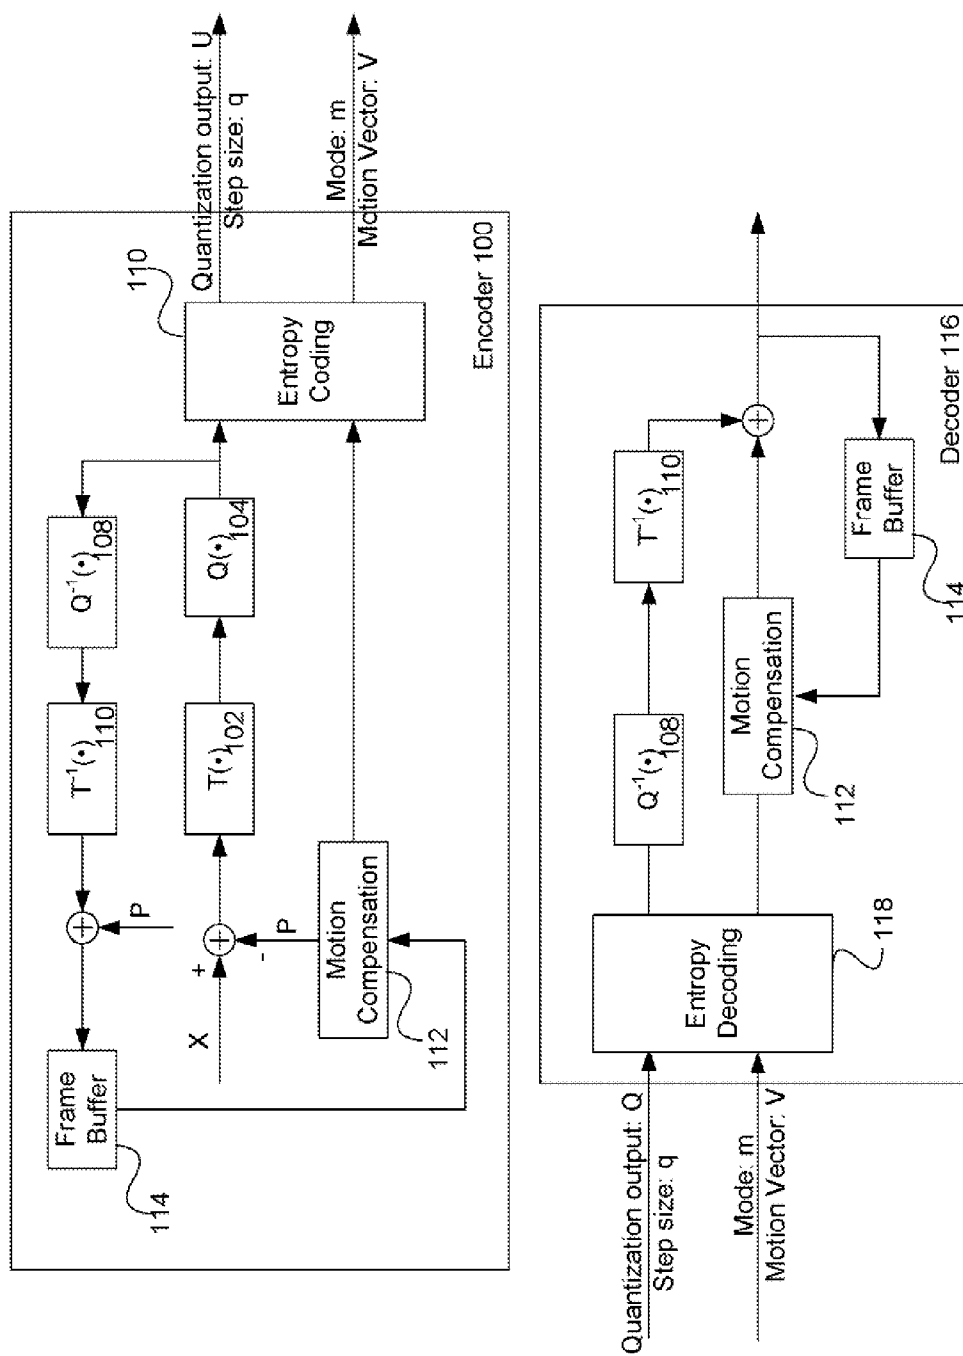 Frame
Buffer
114
T⁻¹(•)
110
Q⁻¹(•)
108
P
X
+
-
P
T(•)
102
Q(•)
104
Motion
Compensation
112
Entropy
Coding
110
Quantization output: U
Step size: q
Mode: m
Motion Vector: V
Encoder 100
Quantization output: Q
Step size: q
Mode: m
Motion Vector: V
Entropy
Decoding
118
Q⁻¹(•)
108
T⁻¹(•)
110
Motion
Compensation
112
Frame
Buffer
114
Decoder 116